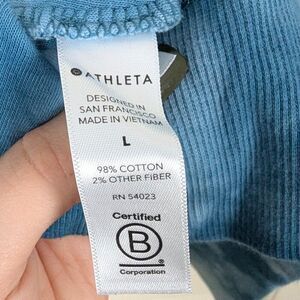 ATHLETA
DESIGNED IN
SAN FRANCISCO
MADE IN VIETNAM
L
98% COTTON
2% OTHER FIBER
RN 54023
Certified
B
Corporation